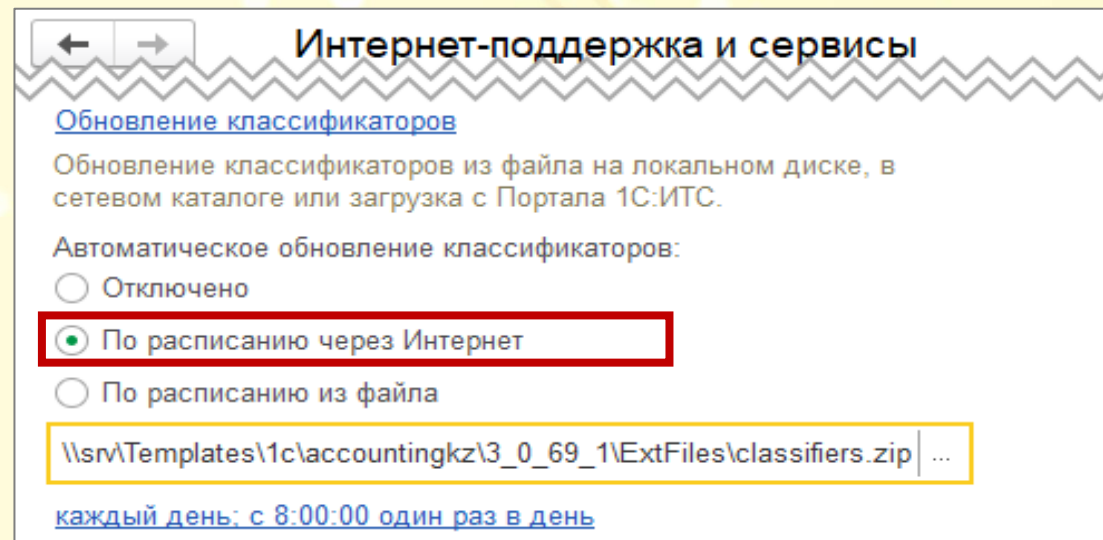 Интернет-поддержка и сервисы
Обновление классификаторов
Обновление классификаторов из файла на локальном диске, в
сетевом каталоге или загрузка с Портала 1С:ИТС.
Автоматическое обновление классификаторов:
Отключено
По расписанию через Интернет
По расписанию из файла
\\srv\Templates\1c\accountingkz\3_0_69_1\ExtFiles\classifiers.zip ...
каждый день; с 8:00:00 один раз в день